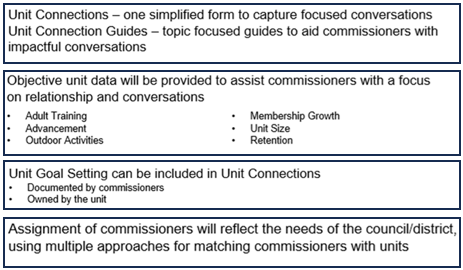 Unit Connections – one simplified form to capture focused conversations
Unit Connection Guides – topic focused guides to aid commissioners with
impactful conversations
Objective unit data will be provided to assist commissioners with a focus
on relationship and conversations
• Adult Training
• Advancement
• Outdoor Activities
• Membership Growth
• Unit Size
• Retention
Unit Goal Setting can be included in Unit Connections
• Documented by commissioners
• Owned by the unit
Assignment of commissioners will reflect the needs of the council/district,
using multiple approaches for matching commissioners with units